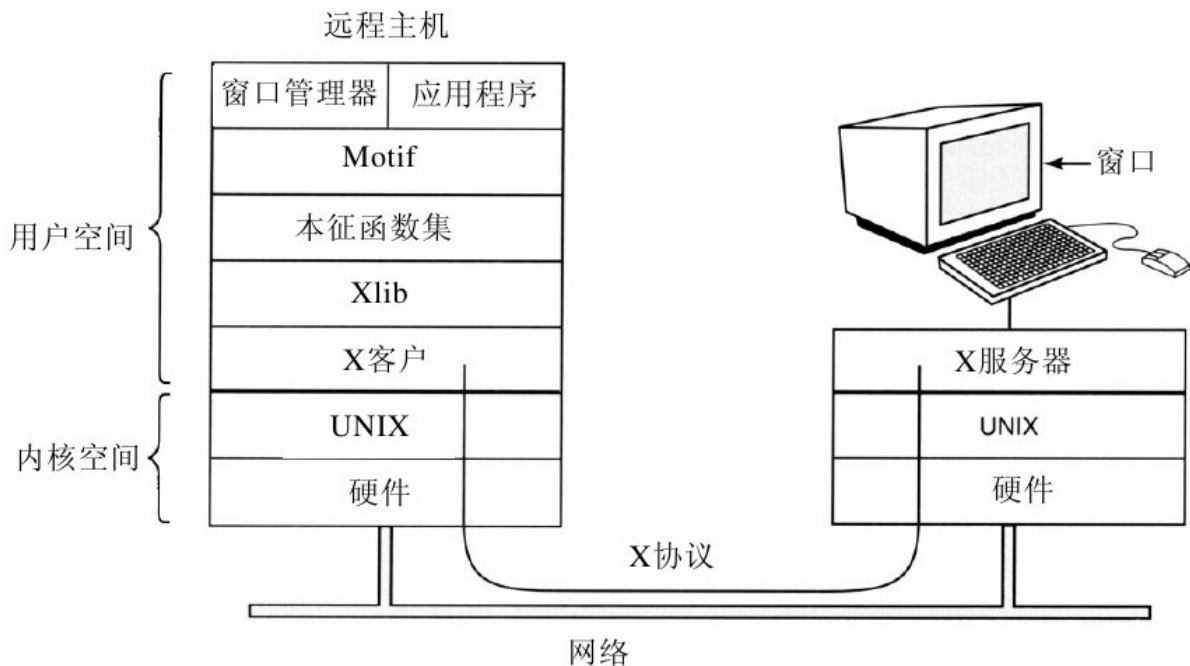 远程主机
窗口管理器
应用程序
Motif
本征函数集
Xlib
X客户
UNIX
硬件
用户空间
内核空间
窗口
X服务器
UNIX
硬件
X协议
网络